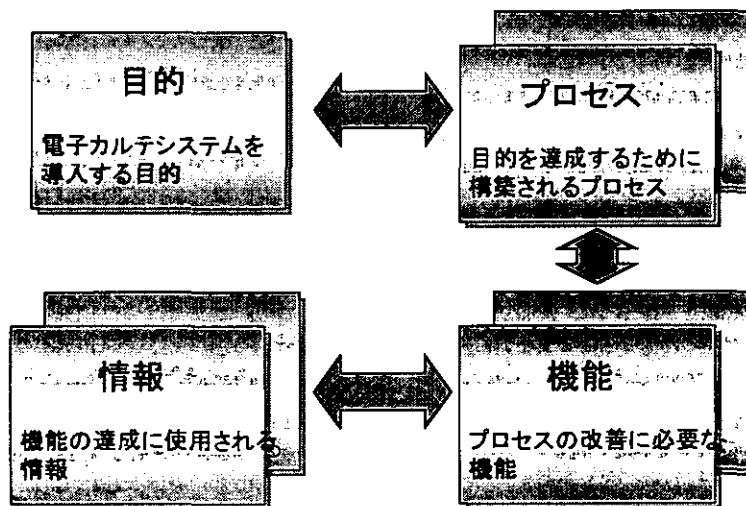 目的
電子カルテシステムを
導入する目的
プロセス
目的を達成するために
構築されるプロセス
情報
機能の達成に使用される
情報
機能
プロセスの改善に必要な
機能